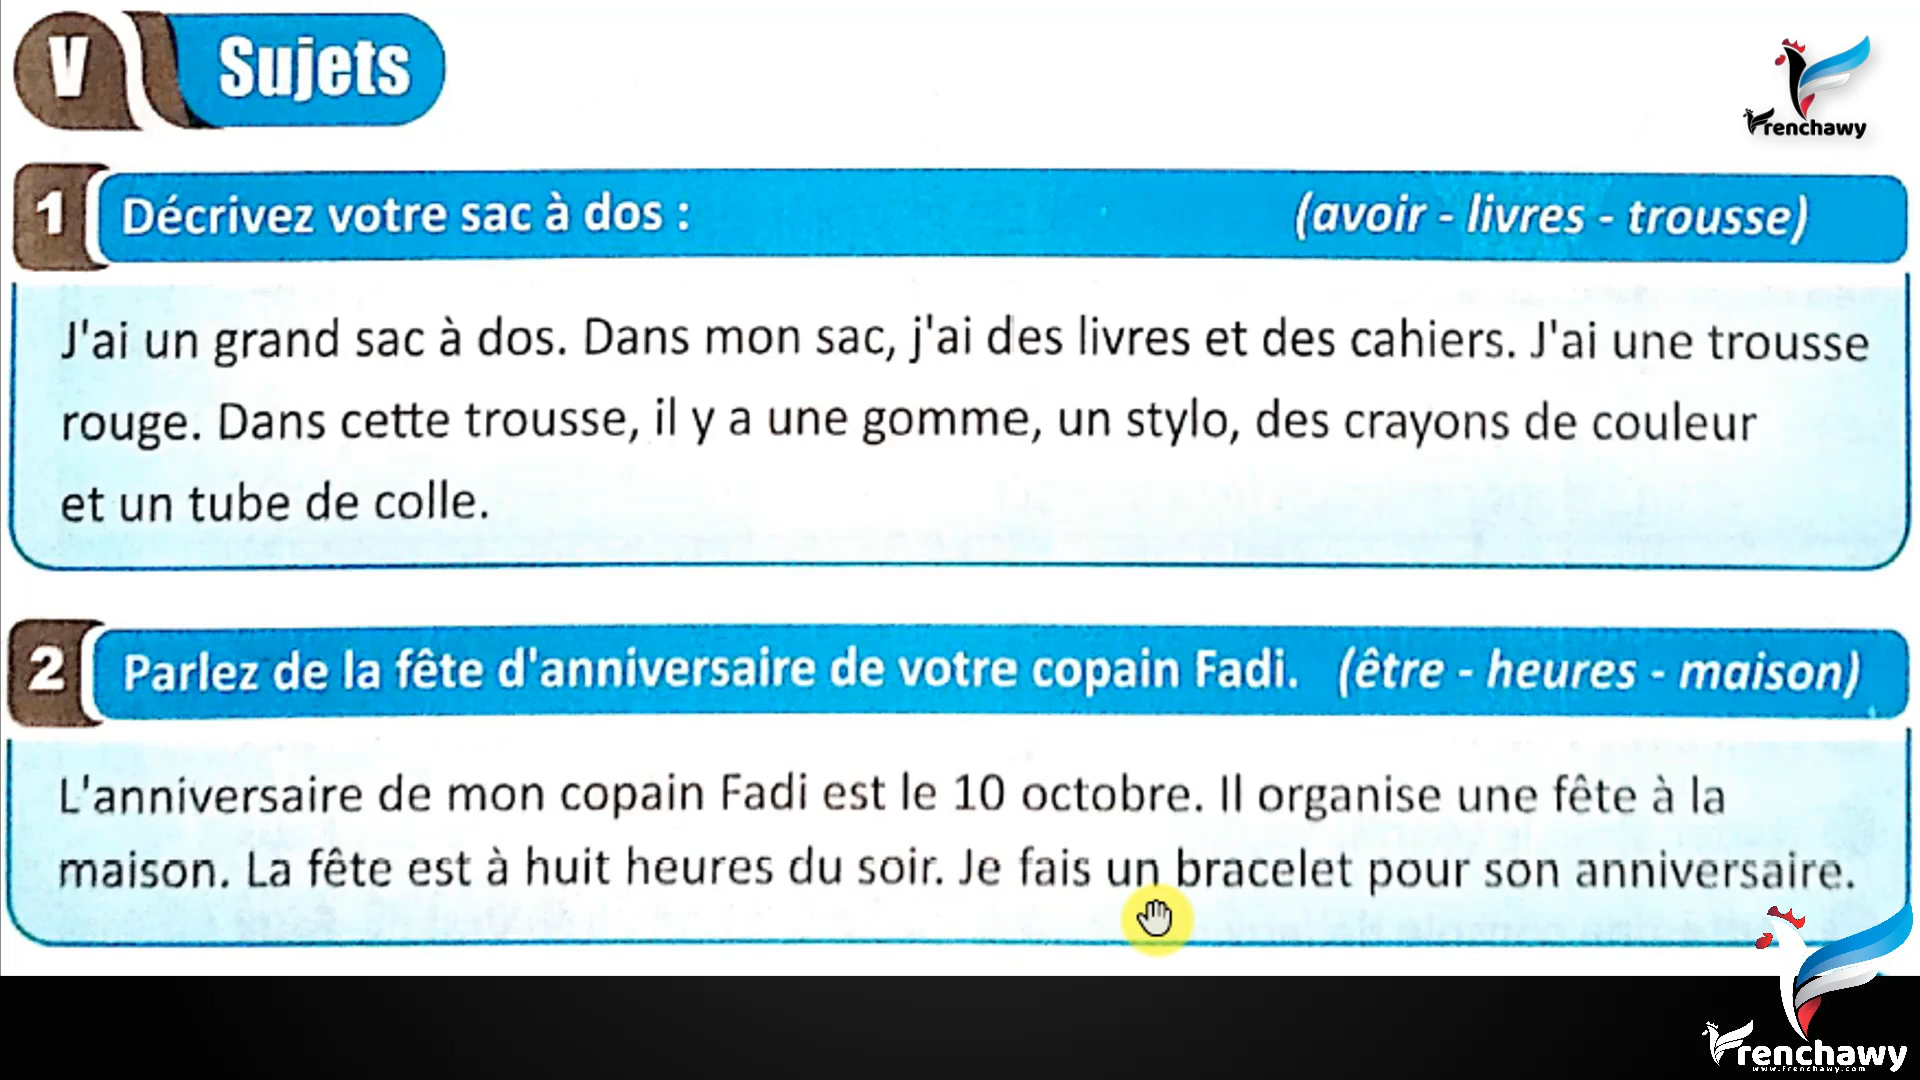 V Sujets
Frenchawy
1 Décrivez votre sac à dos : (avoir - livres - trousse)
J'ai un grand sac à dos. Dans mon sac, j'ai des livres et des cahiers. J'ai une trousse
rouge. Dans cette trousse, il y a une gomme, un stylo, des crayons de couleur
et un tube de colle.
2 Parlez de la fête d'anniversaire de votre copain Fadi. (être - heures - maison)
L'anniversaire de mon copain Fadi est le 10 octobre. Il organise une fête à la
maison. La fête est à huit heures du soir. Je fais un bracelet pour son anniversaire.
Frenchawy
www.Frenchawy.com